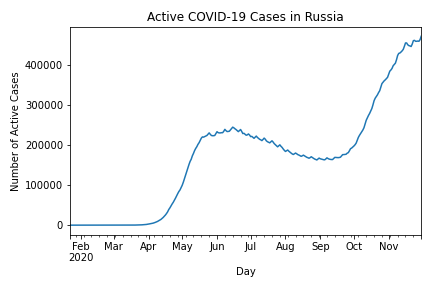 Active COVID-19 Cases in Russia
Number of Active Cases
400000
300000
200000
100000
0
Feb Mar Apr May Jun Jul Aug Sep Oct Nov
2020
Day